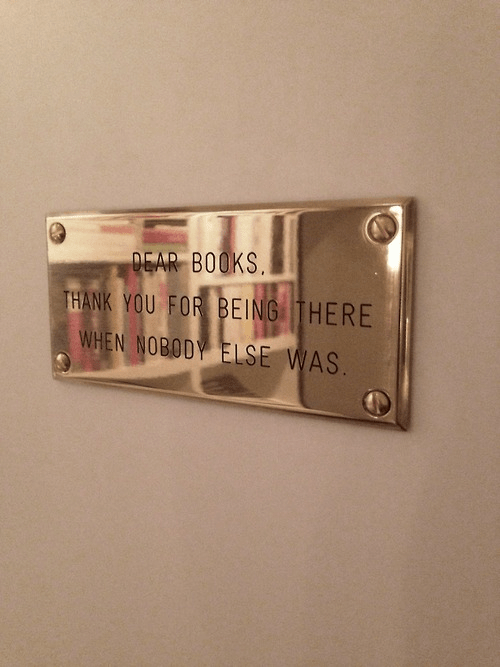 DEAR BOOKS,
THANK YOU FOR BEING THERE
WHEN NOBODY ELSE WAS.